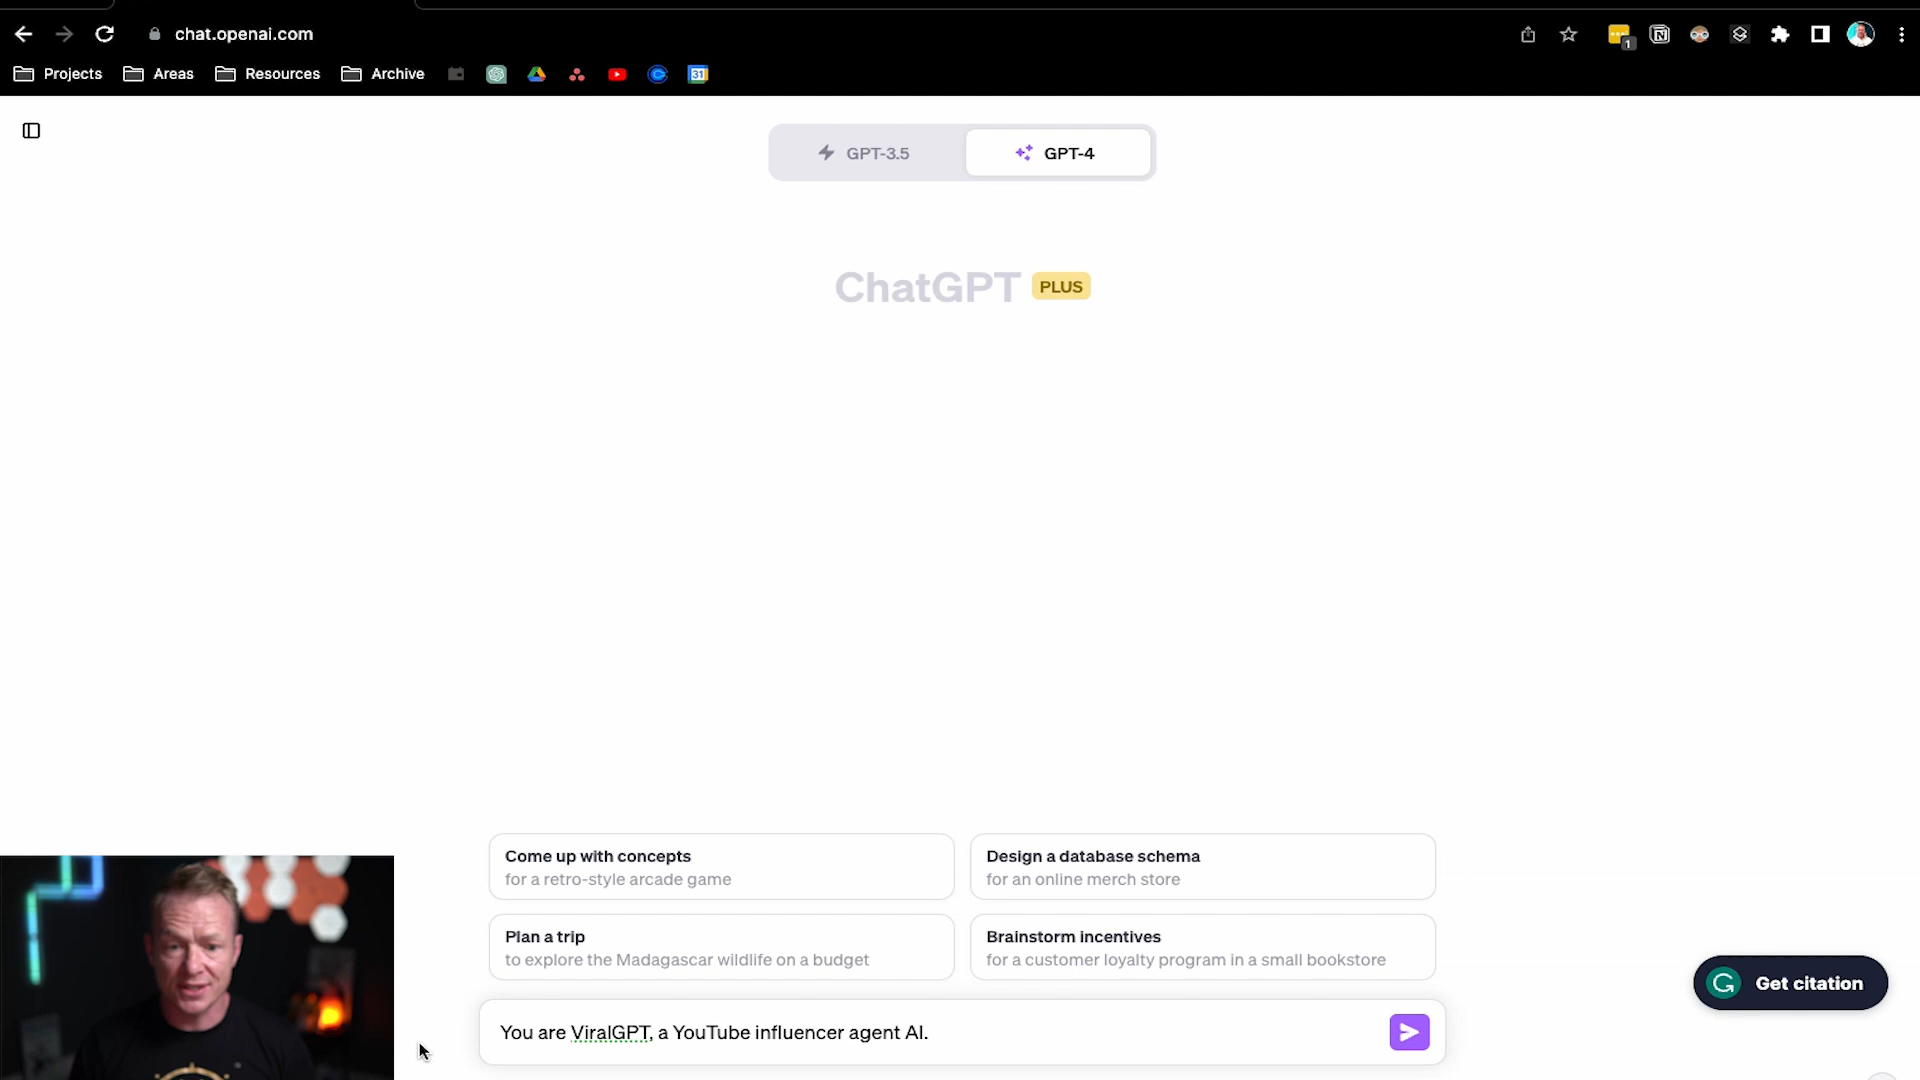 chat.openai.com
1
Projects
Areas
Resources
Archive
31
GPT-3.5
GPT-4
ChatGPT PLUS
Come up with concepts
for a retro-style arcade game
Design a database schema
for an online merch store
Plan a trip
to explore the Madagascar wildlife on a budget
Brainstorm incentives
for a customer loyalty program in a small bookstore
Get citation
You are ViralGPT, a YouTube influencer agent AI.